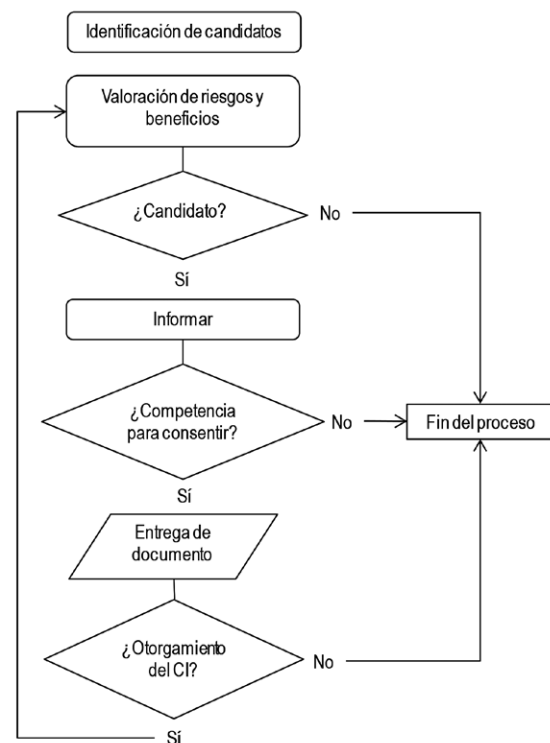 Identificación de candidatos
Valoración de riesgos y
beneficios
¿Candidato?
No
Sí
Informar
¿Competencia
para consentir?
No
Fin del proceso
Sí
Entrega de
documento
¿Otorgamiento
del CI?
No
Sí